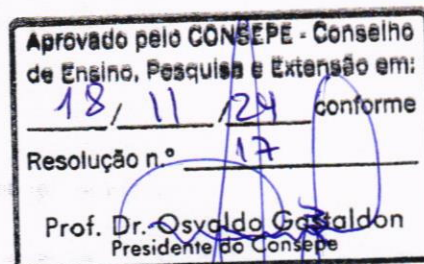 Aprovado pelo CONSEPE - Conselho
de Ensino, Pesquisa e Extensão em:
18 / 11 / 24 conforme
Resolução n.º 17
Prof. Dr. Osvaldo Gastaldon
Presidente do Consepe